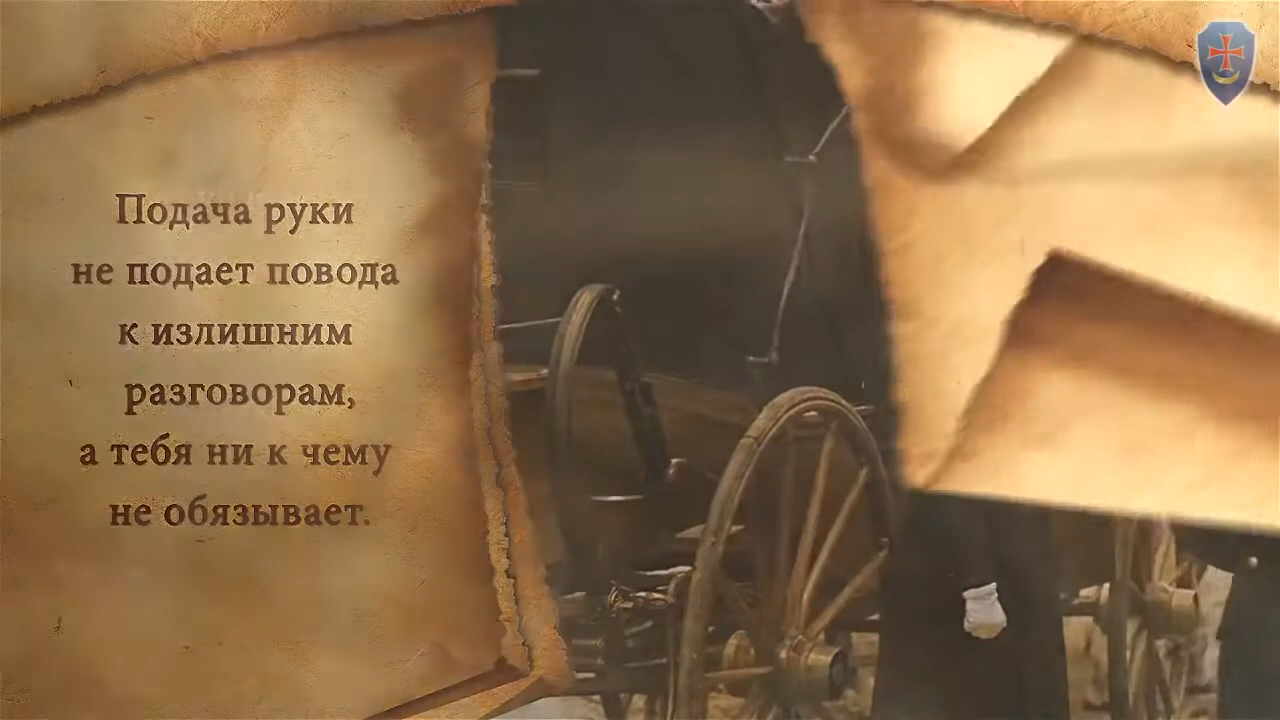 Подача руки
не подает повода
к излишним
разговорам,
а тебя ни к чему
не обязывает.